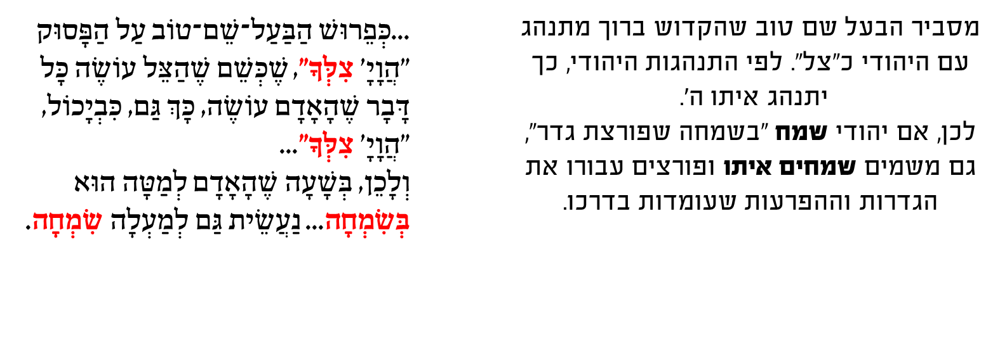 מסביר הבעל שם טוב שהקדוש ברוך מתנהג
עם היהודי כ"צל". לפי התנהגות היהודי, כך
יתנהג איתו ה'.
לכן, אם יהודי שמח "בשמחה שפורצת גדר",
גם משמים שמחים איתו ופורצים עבורו את
הגדרות וההפרעות שעומדות בדרכו.
...כְּפֵרוּשׁ הַבַּעַל־שֵׁם־טוֹב עַל הַפָּסוּק
"הֲוָיָ' צִלְּךָ", שֶׁכְּשֵׁם שֶׁהַצֵּל עוֹשֶׂה כָּל
דָּבָר שֶׁהָאָדָם עוֹשֶׂה, כָּךְ גַּם, כִּבְיָכוֹל,
"הֲוָיָ' צִלְּךָ"...
וְלָכֵן, בְּשָׁעָה שֶׁהָאָדָם לְמַטָּה הוּא
בְּשִׂמְחָה... נַעֲשֵׂית גַּם לְמַעְלָה שִׂמְחָה.